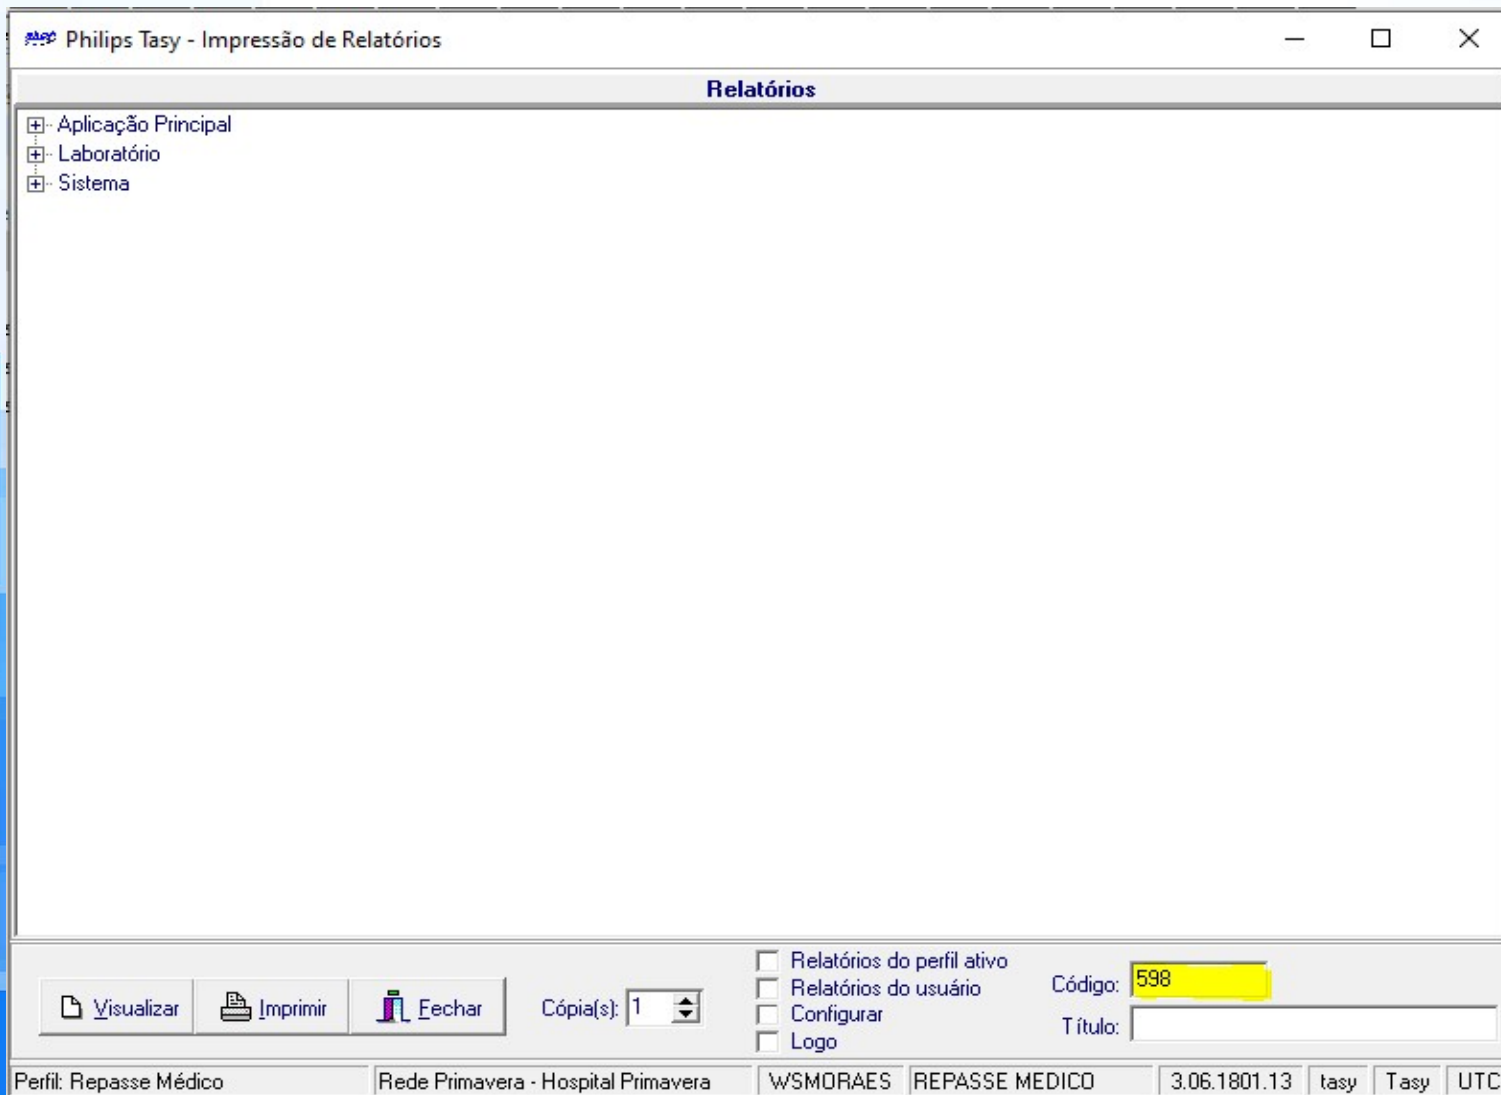 Philips Tasy - Impressão de Relatórios
Relatórios
Aplicação Principal
Laboratório
Sistema
Visualizar
Imprimir
Fechar
Cópia(s): 1
Relatórios do perfil ativo
Relatórios do usuário
Configurar
Logo
Código: 598
Título:
Perfil: Repasse Médico
Rede Primavera - Hospital Primavera
WSMORAES
REPASSE MEDICO
3.06.1801.13
tasy
Tasy
UTC